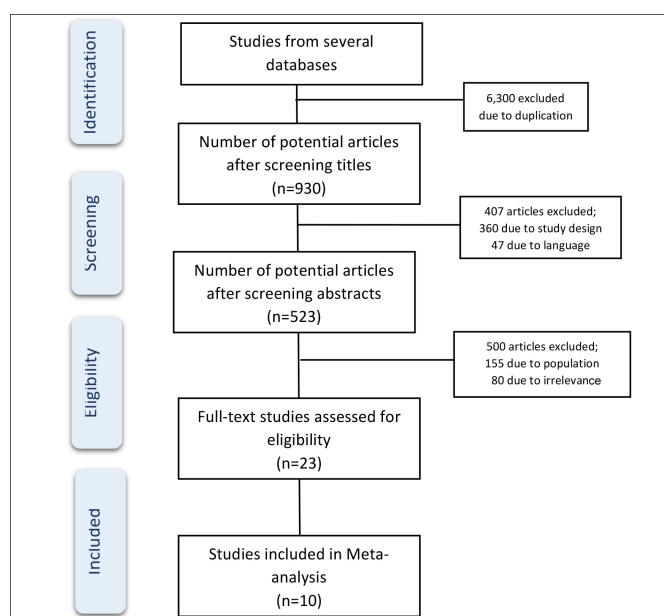 Identification
Studies from several
databases
6,300 excluded
due to duplication
Number of potential articles
after screening titles
(n=930)
Screening
407 articles excluded;
360 due to study design
47 due to language
Number of potential articles
after screening abstracts
(n=523)
Eligibility
500 articles excluded;
155 due to population
80 due to irrelevance
Full-text studies assessed for
eligibility
(n=23)
Included
Studies included in Meta-
analysis
(n=10)